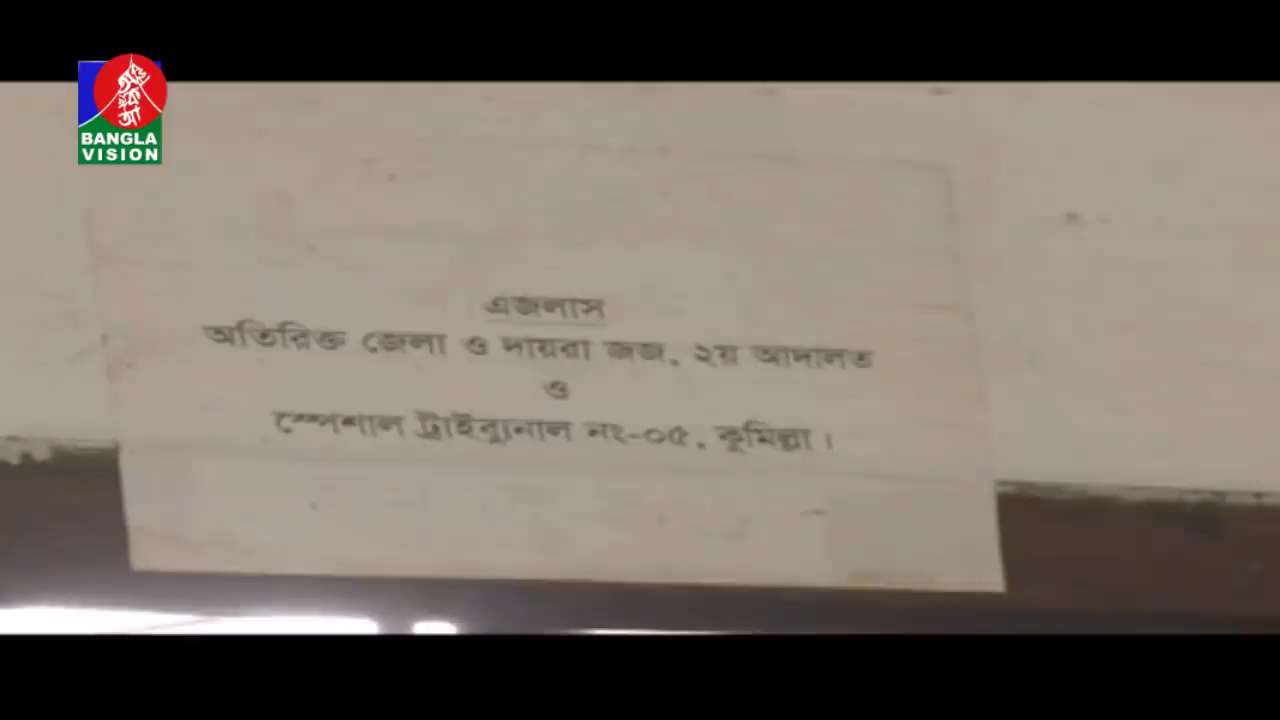 BANGLA
VISION
এজলাস
অতিরিক্ত জেলা ও দায়রা জজ, ২য় আদালত
ও
স্পেশাল ট্রাইব্যুনাল নং-০৫, কুমিল্লা।